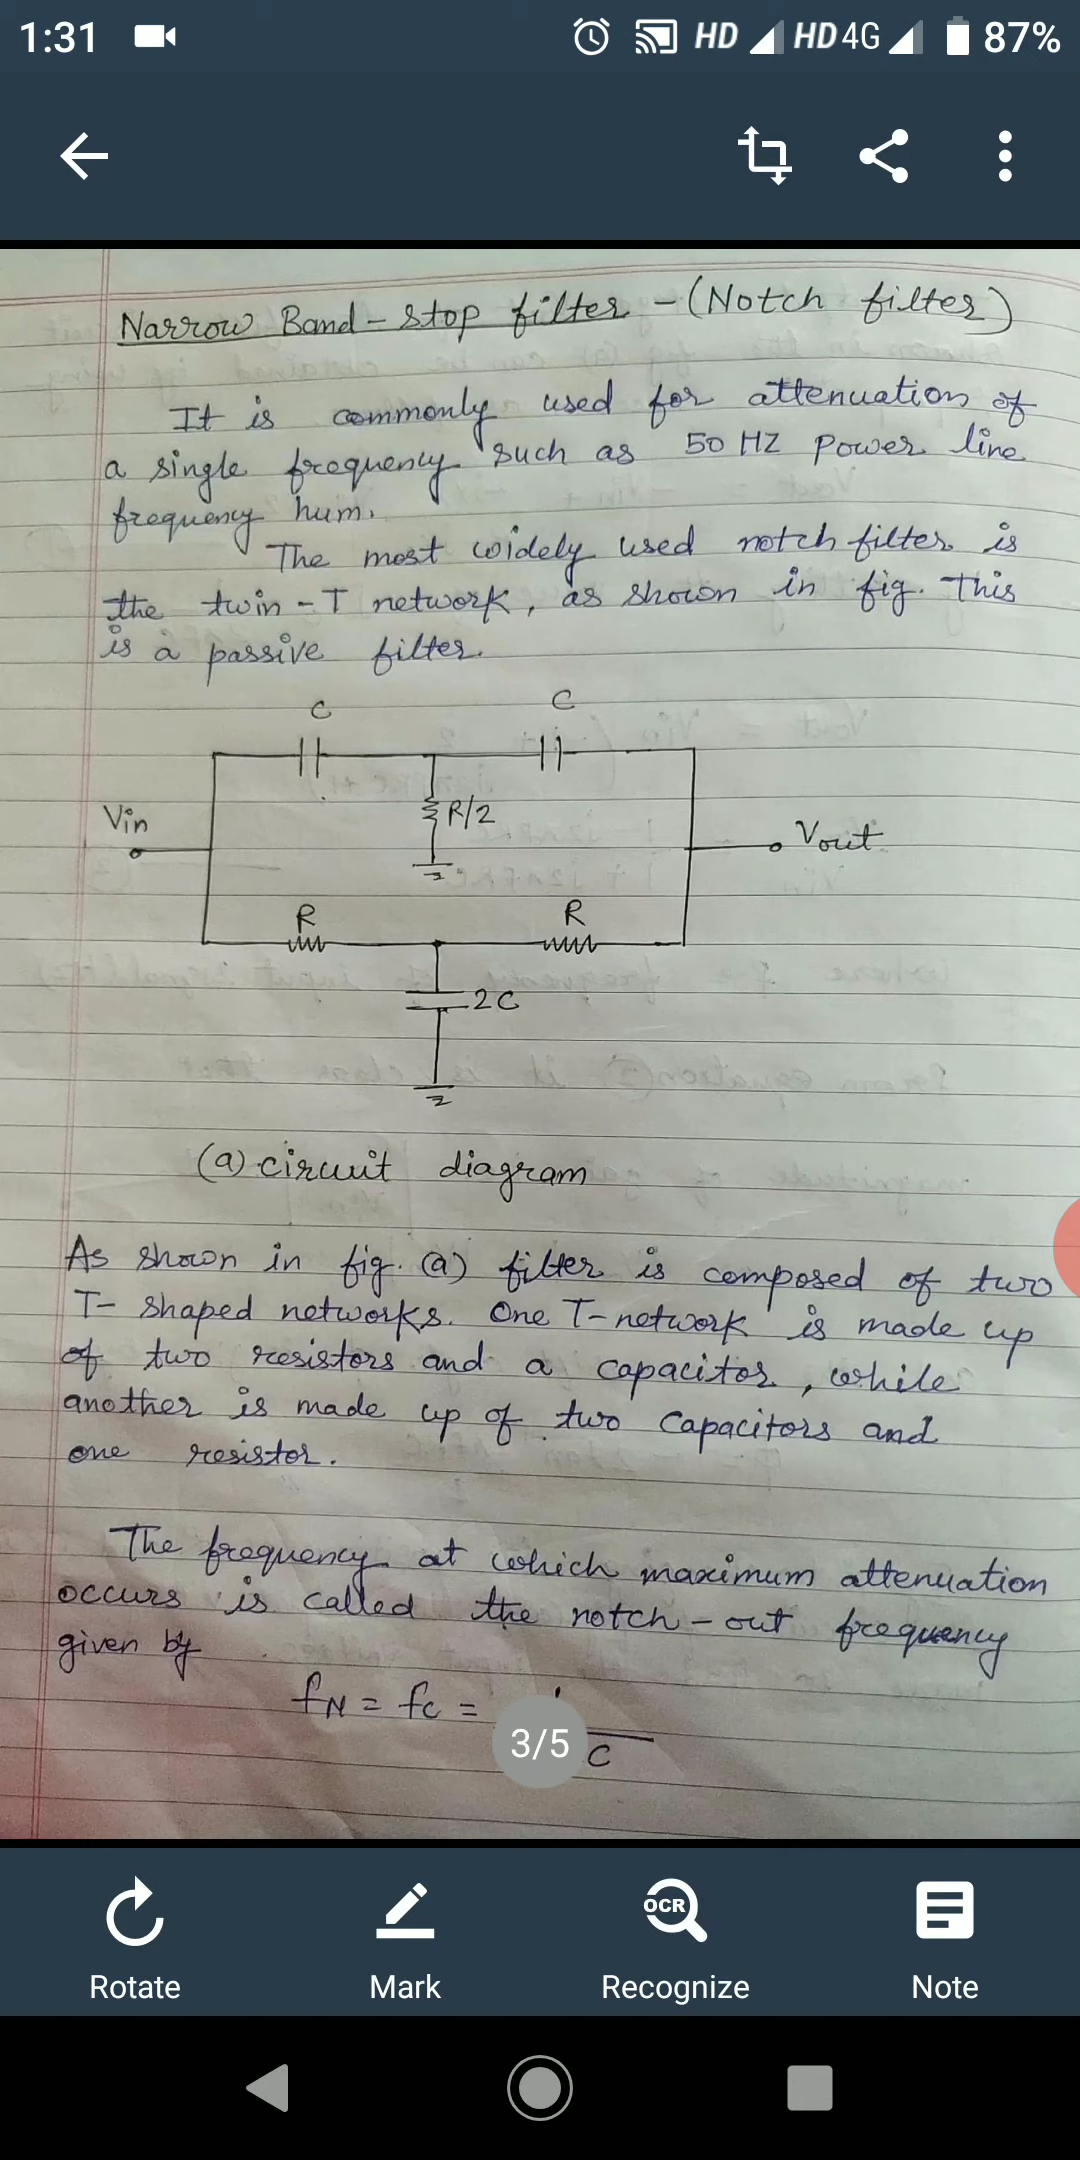 1:31 HD HD 4G 87%
Narrow Band-stop filter - (Notch filter)
It is commonly used for attenuation of
a single frequency such as 50 HZ power line
frequency hum.
The most widely used notch filter is
the twin-T network, as shown in fig. This
is a passive filter.
C C
R/2
Vin
Vout
R R
2C
(a) circuit diagram
As shown in fig. (a) filter is composed of two
T- shaped networks. One T-network is made up
of two resistors and a capacitor, while
another is made up of two capacitors and
one resistor.
The frequency at which maximum attenuation
occurs is called the notch-out frequency
given by
fN = fc =
C
3/5
OCR
Rotate Mark Recognize Note